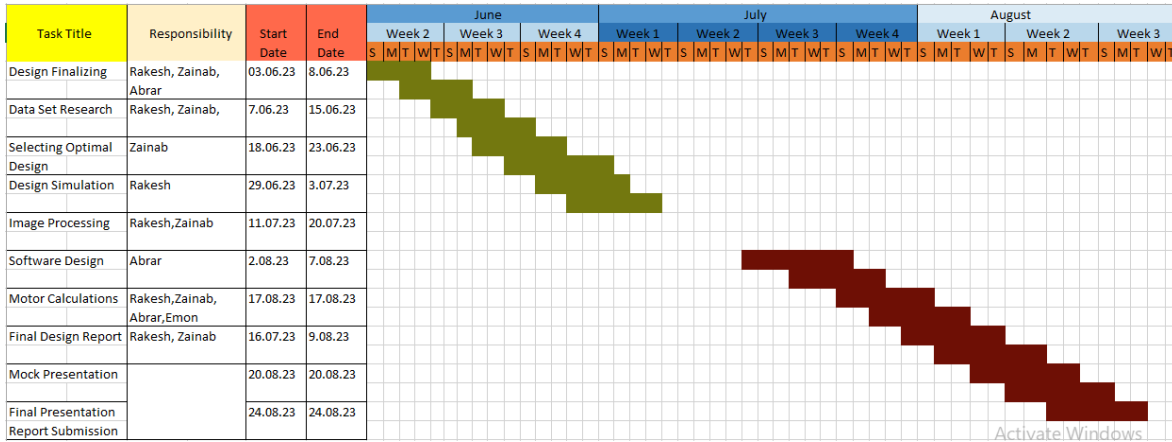 June July August
Task Title Responsibility Start Date End Date Week 2 Week 3 Week 4 Week 1 Week 2 Week 3 Week 4 Week 1 Week 2 Week 3
S M T W T S M T W T S M T W T S M T W T S M T W T S M T W T S M T W T S M T W T S M T W T S M T W T
Design Finalizing Rakesh, Zainab, 03.06.23 8.06.23
Abrar
Data Set Research Rakesh, Zainab, 7.06.23 15.06.23
Selecting Optimal Zainab 18.06.23 23.06.23
Design
Design Simulation Rakesh 29.06.23 3.07.23
Image Processing Rakesh,Zainab 11.07.23 20.07.23
Software Design Abrar 2.08.23 7.08.23
Motor Calculations Rakesh,Zainab, 17.08.23 17.08.23
Abrar,Emon
Final Design Report Rakesh, Zainab 16.07.23 9.08.23
Mock Presentation 20.08.23 20.08.23
Final Presentation 24.08.23 24.08.23
Report Submission
Activate Windows